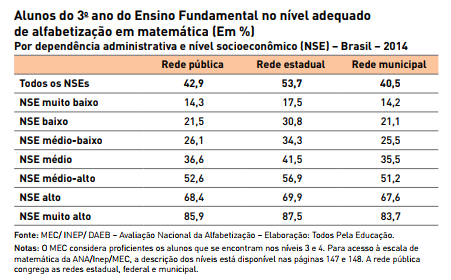 Alunos do 3º ano do Ensino Fundamental no nível adequado
de alfabetização em matemática (Em %)
Por dependência administrativa e nível socioeconômico (NSE) – Brasil – 2014
Rede pública Rede estadual Rede municipal
Todos os NSEs 42,9 53,7 40,5
NSE muito baixo 14,3 17,5 14,2
NSE baixo 21,5 30,8 21,1
NSE médio-baixo 26,1 34,3 25,5
NSE médio 36,6 41,5 35,5
NSE médio-alto 52,6 56,9 51,2
NSE alto 68,4 69,9 67,6
NSE muito alto 85,9 87,5 83,7
Fonte: MEC/ INEP/ DAEB – Avaliação Nacional da Alfabetização – Elaboração: Todos Pela Educação.
Notas: O MEC considera proficientes os alunos que se encontram nos níveis 3 e 4. Para acesso à escala de
matemática da ANA/Inep/MEC, a descrição dos níveis está disponível nas páginas 147 e 148. A rede pública
congrega as redes estadual, federal e municipal.